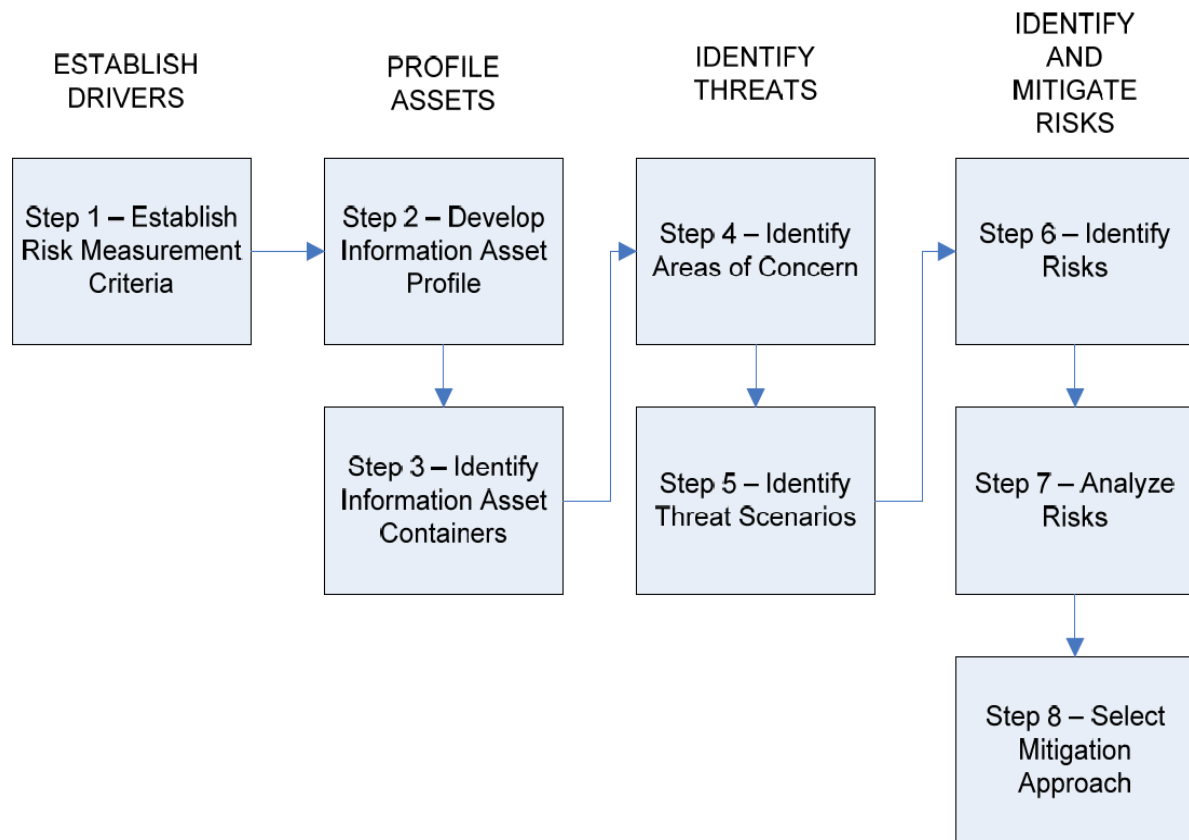 ESTABLISH
DRIVERS
PROFILE
ASSETS
IDENTIFY
THREATS
IDENTIFY
AND
MITIGATE
RISKS
Step 1 – Establish
Risk Measurement
Criteria
Step 2 – Develop
Information Asset
Profile
Step 3 – Identify
Information Asset
Containers
Step 4 – Identify
Areas of Concern
Step 5 – Identify
Threat Scenarios
Step 6 – Identify
Risks
Step 7 – Analyze
Risks
Step 8 – Select
Mitigation
Approach